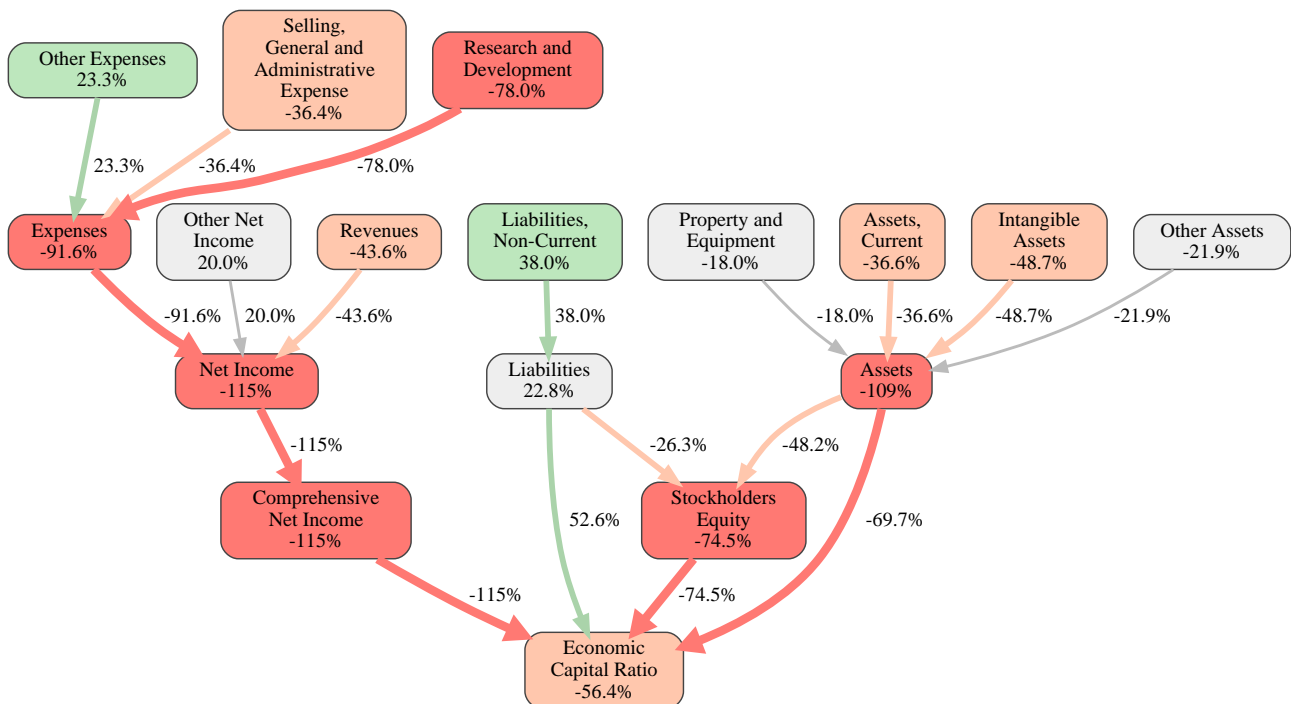 Other Expenses
23.3%
Selling,
General and
Administrative
Expense
-36.4%
Research and
Development
-78.0%
23.3%
-36.4%
-78.0%
Expenses
-91.6%
Other Net
Income
20.0%
Revenues
-43.6%
Liabilities,
Non-Current
38.0%
Property and
Equipment
-18.0%
Assets,
Current
-36.6%
Intangible
Assets
-48.7%
Other Assets
-21.9%
-91.6%
20.0%
-43.6%
38.0%
-18.0%
-36.6%
-48.7%
-21.9%
Net Income
-115%
Liabilities
22.8%
Assets
-109%
-115%
-26.3%
-48.2%
Comprehensive
Net Income
-115%
52.6%
Stockholders
Equity
-74.5%
-69.7%
-115%
-74.5%
Economic
Capital Ratio
-56.4%